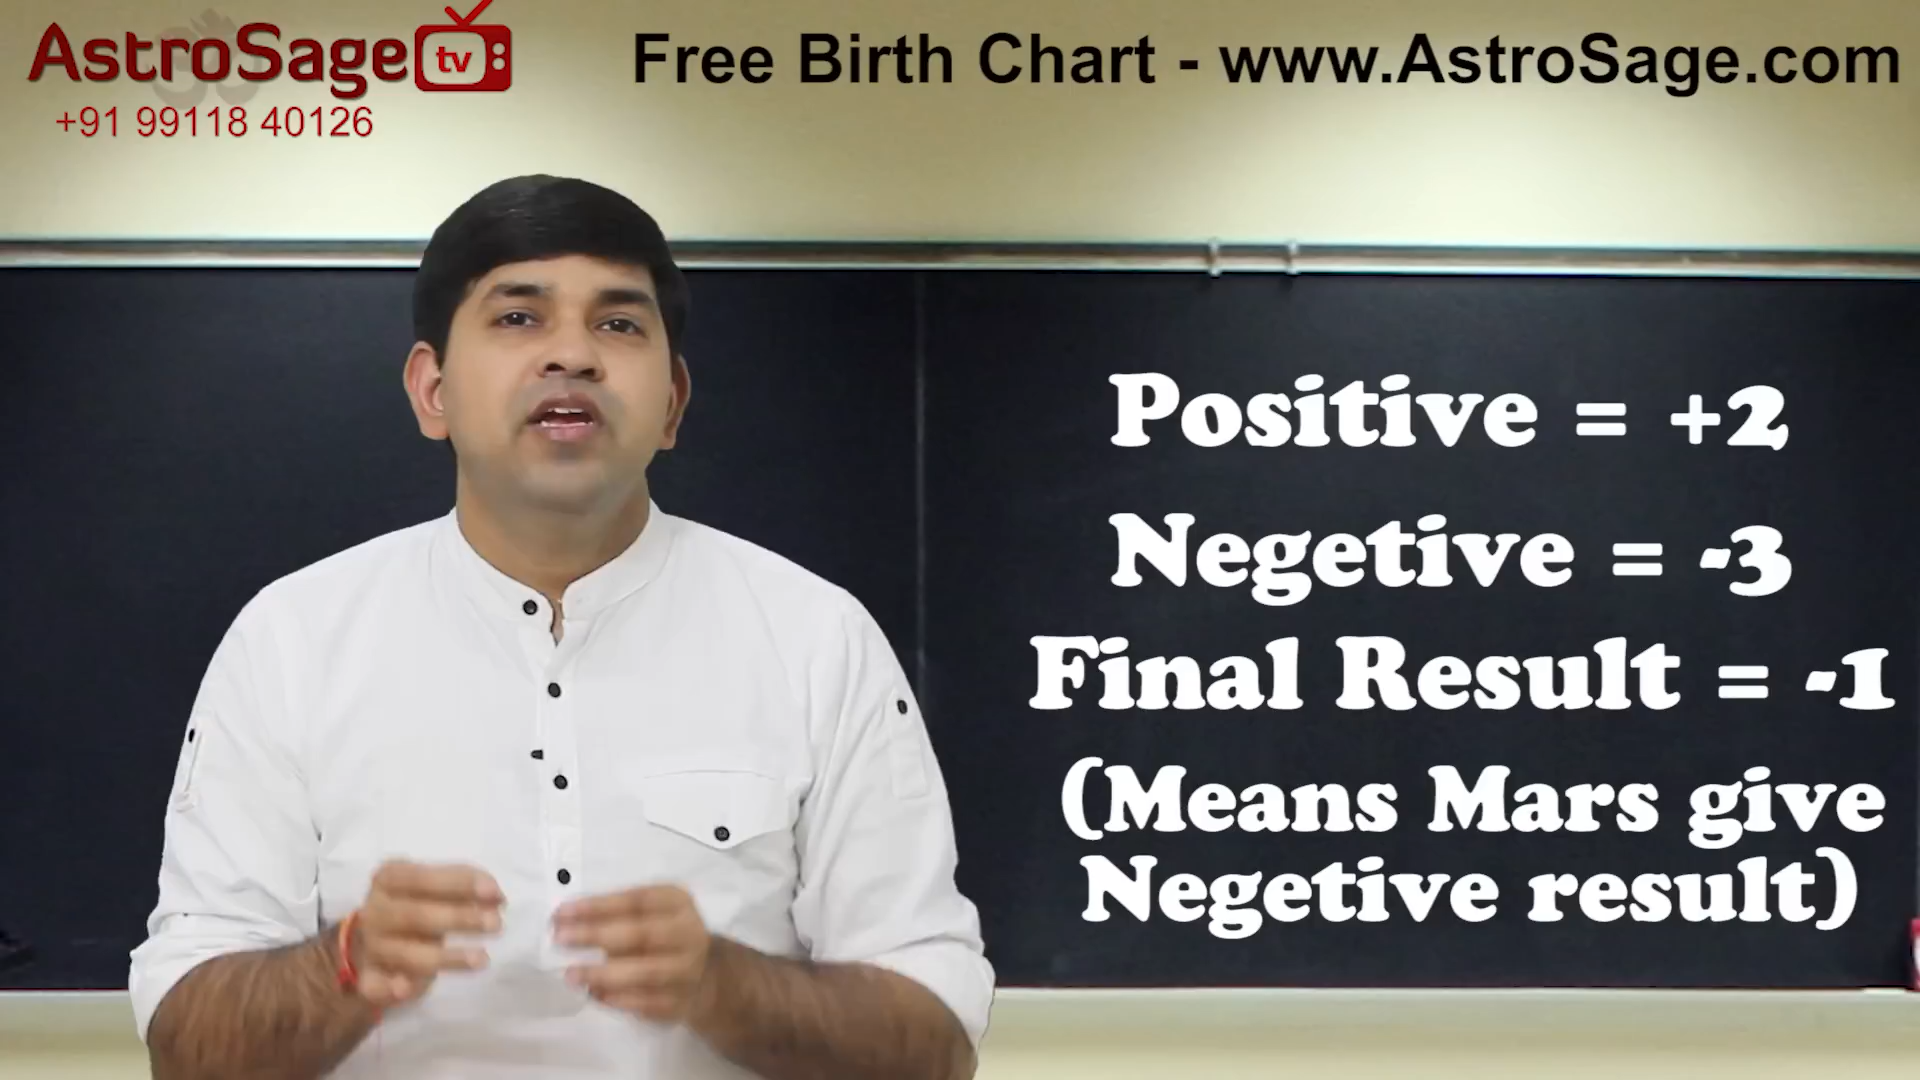 AstroSage tv
Free Birth Chart - www.AstroSage.com
+91 99118 40126
Positive = +2
Negetive = -3
Final Result = -1
(Means Mars give
Negetive result)